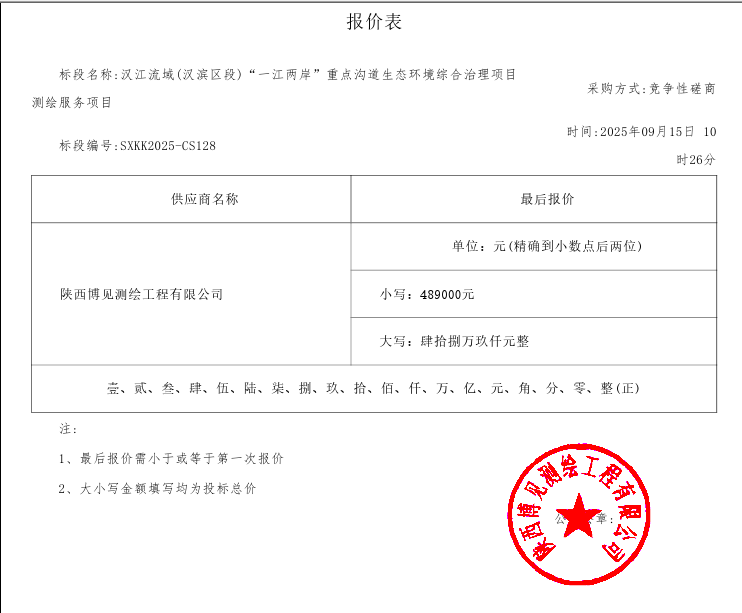 报价表
标段名称:汉江流域(汉滨区段)“一江两岸”重点沟道生态环境综合治理项目
测绘服务项目
采购方式:竞争性磋商
标段编号:SXKK2025-CS128
时间:2025年09月15日 10
时26分
供应商名称
最后报价
单位: 元(精确到小数点后两位)
陕西博见测绘工程有限公司
小写: 489000元
大写: 肆拾捌万玖仟元整
壹、贰、叁、肆、伍、陆、柒、捌、玖、拾、佰、仟、万、亿、元、角、分、零、整(正)
注:
1、最后报价需小于或等于第一次报价
2、大小写金额填写均为投标总价
陕西博见测绘工程有限公司
公 章: